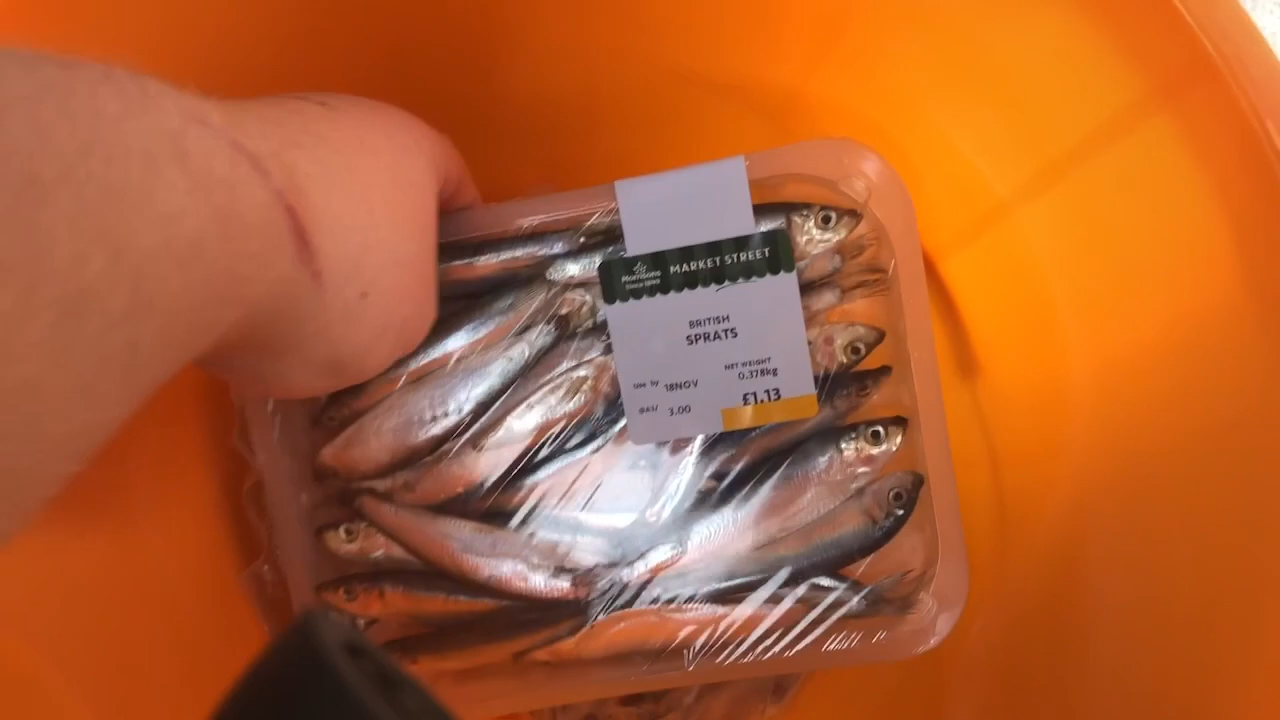 Morrisons
Since 1899
MARKET STREET
BRITISH
SPRATS
NET WEIGHT
0.378kg
Use by 18NOV
£1.13
3.00